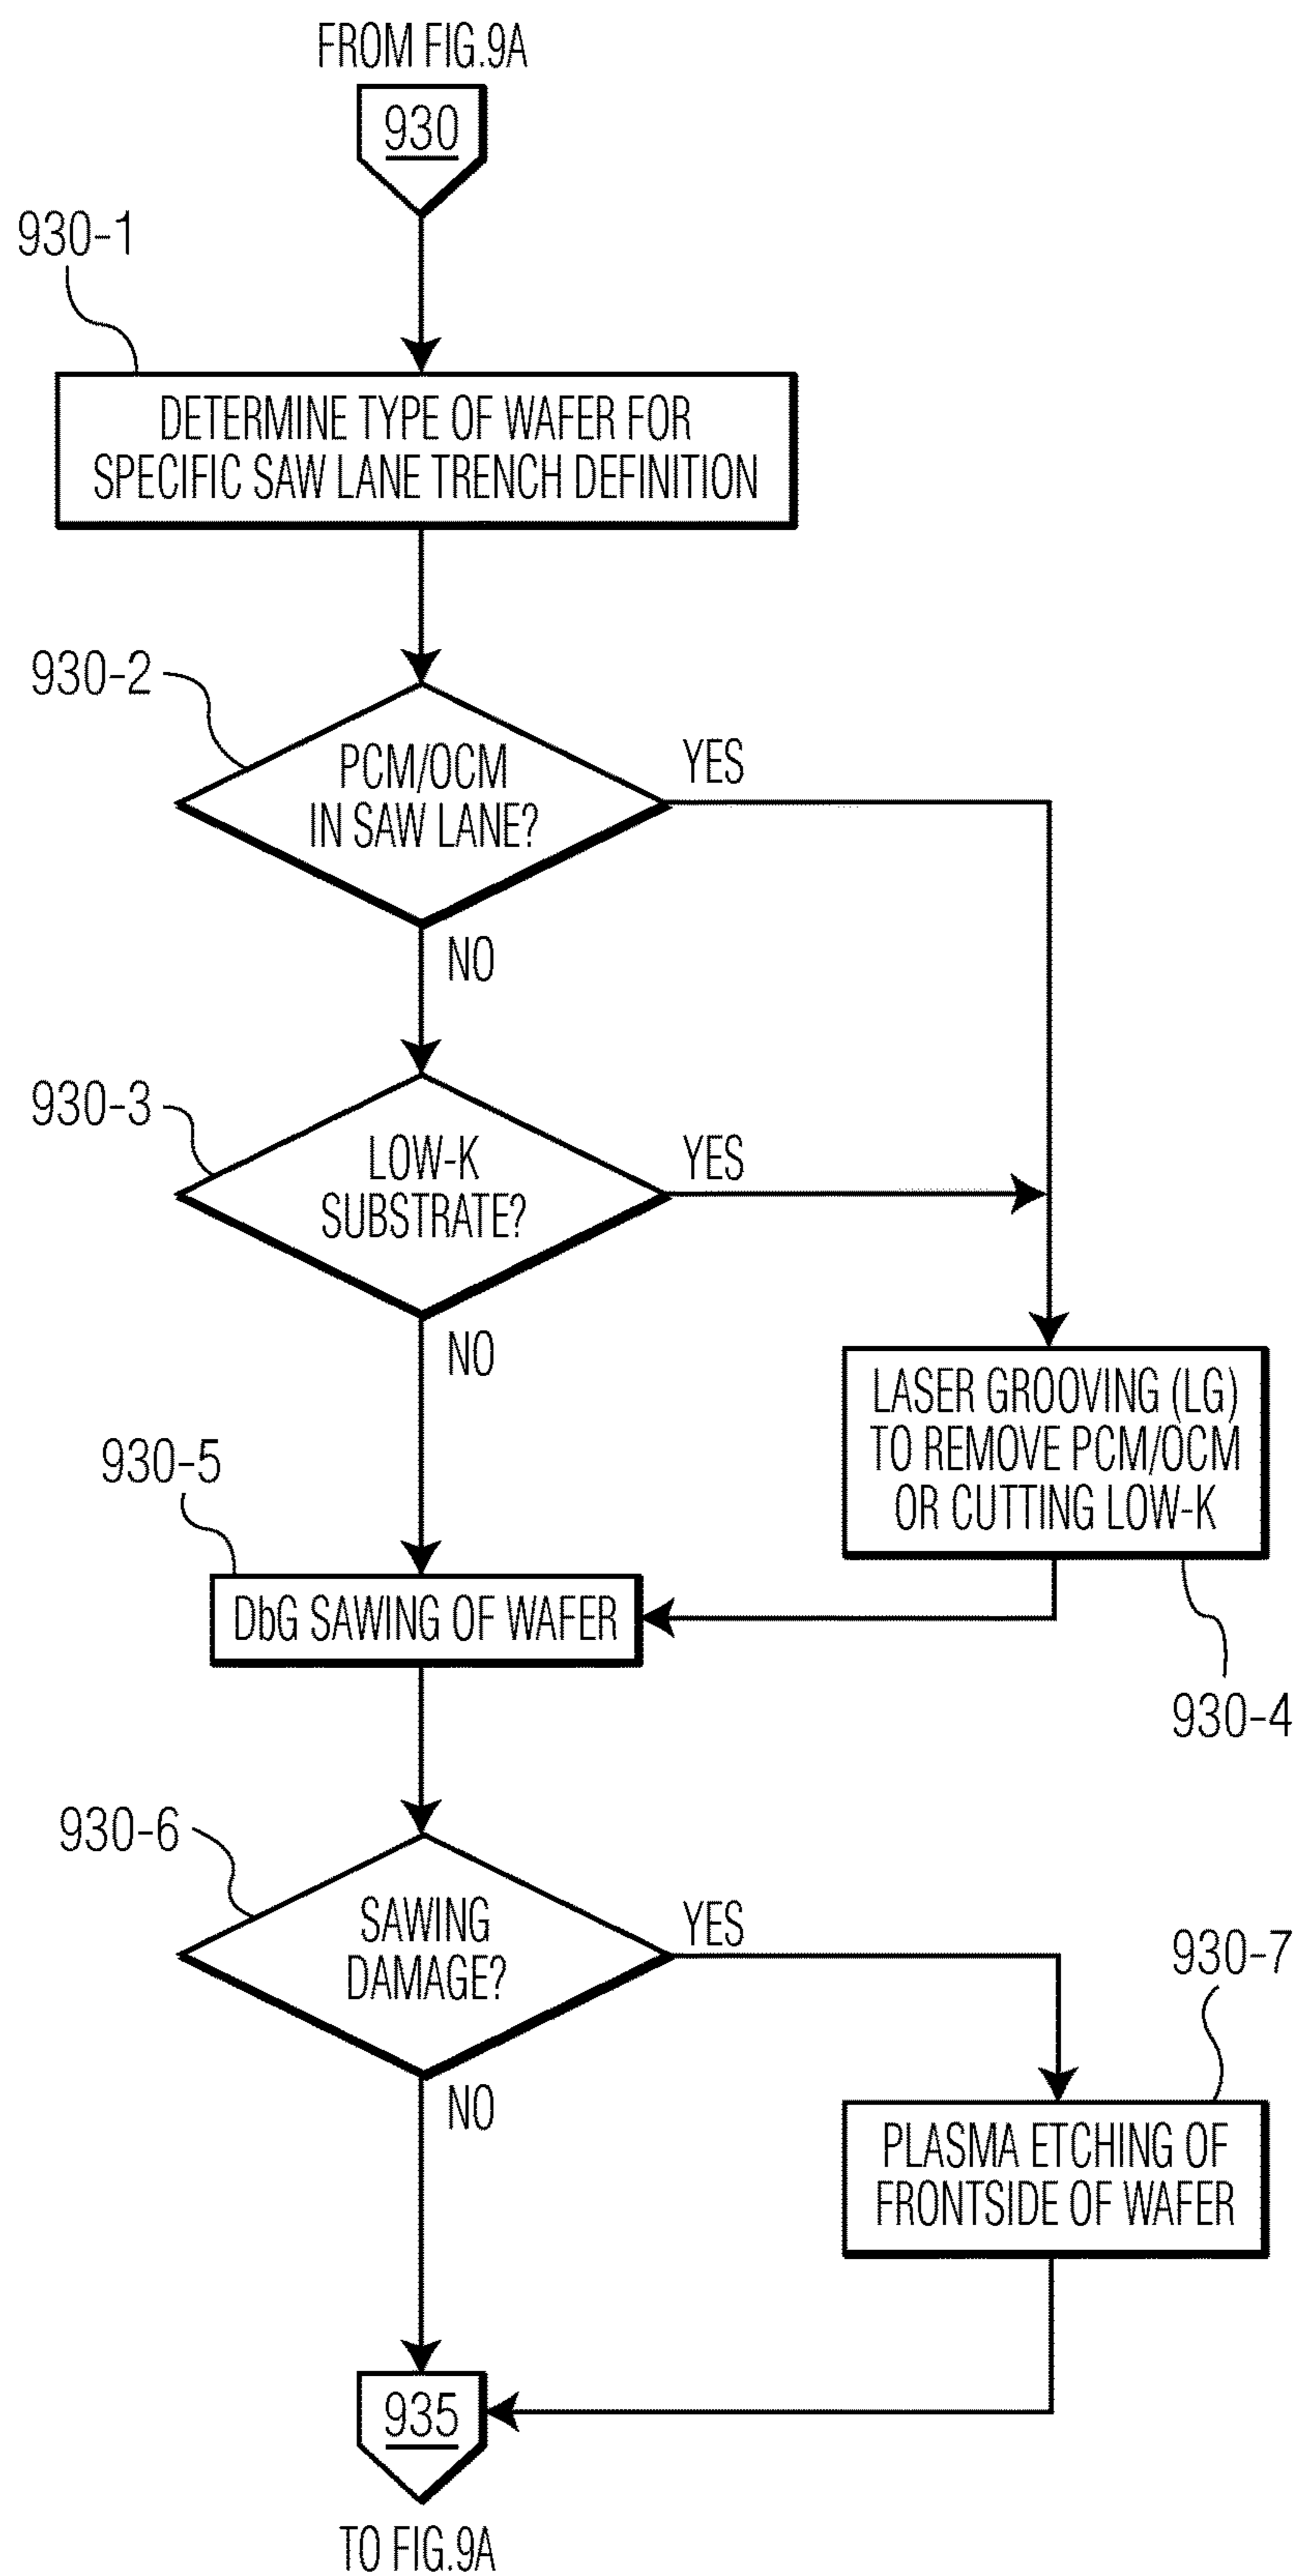 FROM FIG.9A
930
930-1
DETERMINE TYPE OF WAFER FOR
SPECIFIC SAW LANE TRENCH DEFINITION
930-2
PCM/OCM
IN SAW LANE?
YES
NO
930-3
LOW-K
SUBSTRATE?
YES
NO
LASER GROOVING (LG)
TO REMOVE PCM/OCM
OR CUTTING LOW-K
930-4
930-5
DbG SAWING OF WAFER
930-6
SAWING
DAMAGE?
YES
NO
930-7
PLASMA ETCHING OF
FRONTSIDE OF WAFER
935
TO FIG.9A